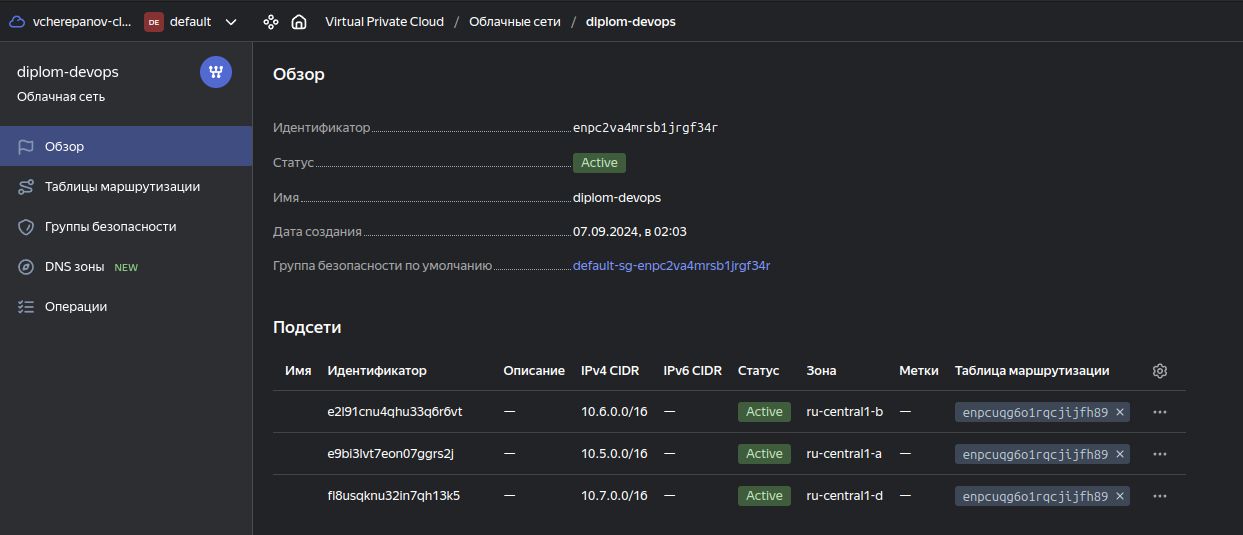 vcherepanov-cl... DE default Virtual Private Cloud / Облачные сети / diplom-devops
diplom-devops
Облачная сеть
Обзор
Таблицы маршрутизации
Группы безопасности
DNS зоны NEW
Операции
Обзор
Идентификатор enpc2va4mrsb1jrgf34r
Статус Active
Имя diplom-devops
Дата создания 07.09.2024, в 02:03
Группа безопасности по умолчанию default-sg-enpc2va4mrsb1jrgf34r
Подсети
Имя Идентификатор Описание IPv4 CIDR IPv6 CIDR Статус Зона Метки Таблица маршрутизации
e2l91cnu4qhu33q6r6vt — 10.6.0.0/16 — Active ru-central1-b — enpcuqg6o1rqcjijfh89 ×
e9bi3lvt7eon07ggrs2j — 10.5.0.0/16 — Active ru-central1-a — enpcuqg6o1rqcjijfh89 ×
fl8usqknu32in7qh13k5 — 10.7.0.0/16 — Active ru-central1-d — enpcuqg6o1rqcjijfh89 ×